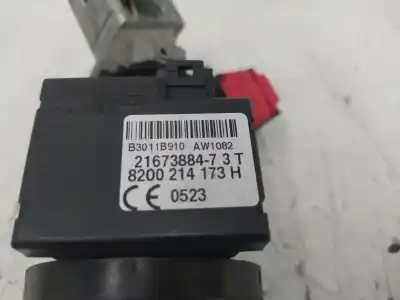 B3011B910 AW1082
21673884-7 3 T
8200 214 173 H
CE 0523